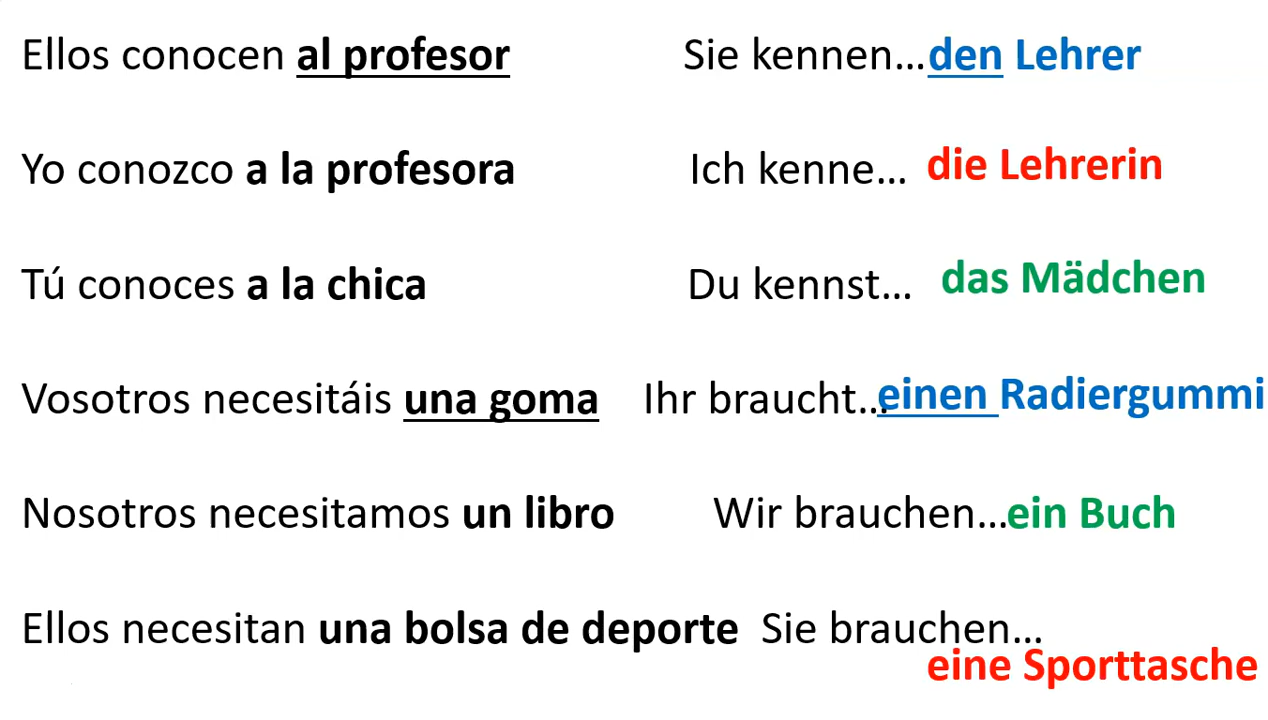 Ellos conocen al profesor Sie kennen...den Lehrer
Yo conozco a la profesora Ich kenne... die Lehrerin
Tú conoces a la chica Du kennst... das Mädchen
Vosotros necesitáis una goma Ihr braucht...einen Radiergummi
Nosotros necesitamos un libro Wir brauchen...ein Buch
Ellos necesitan una bolsa de deporte Sie brauchen...
eine Sporttasche